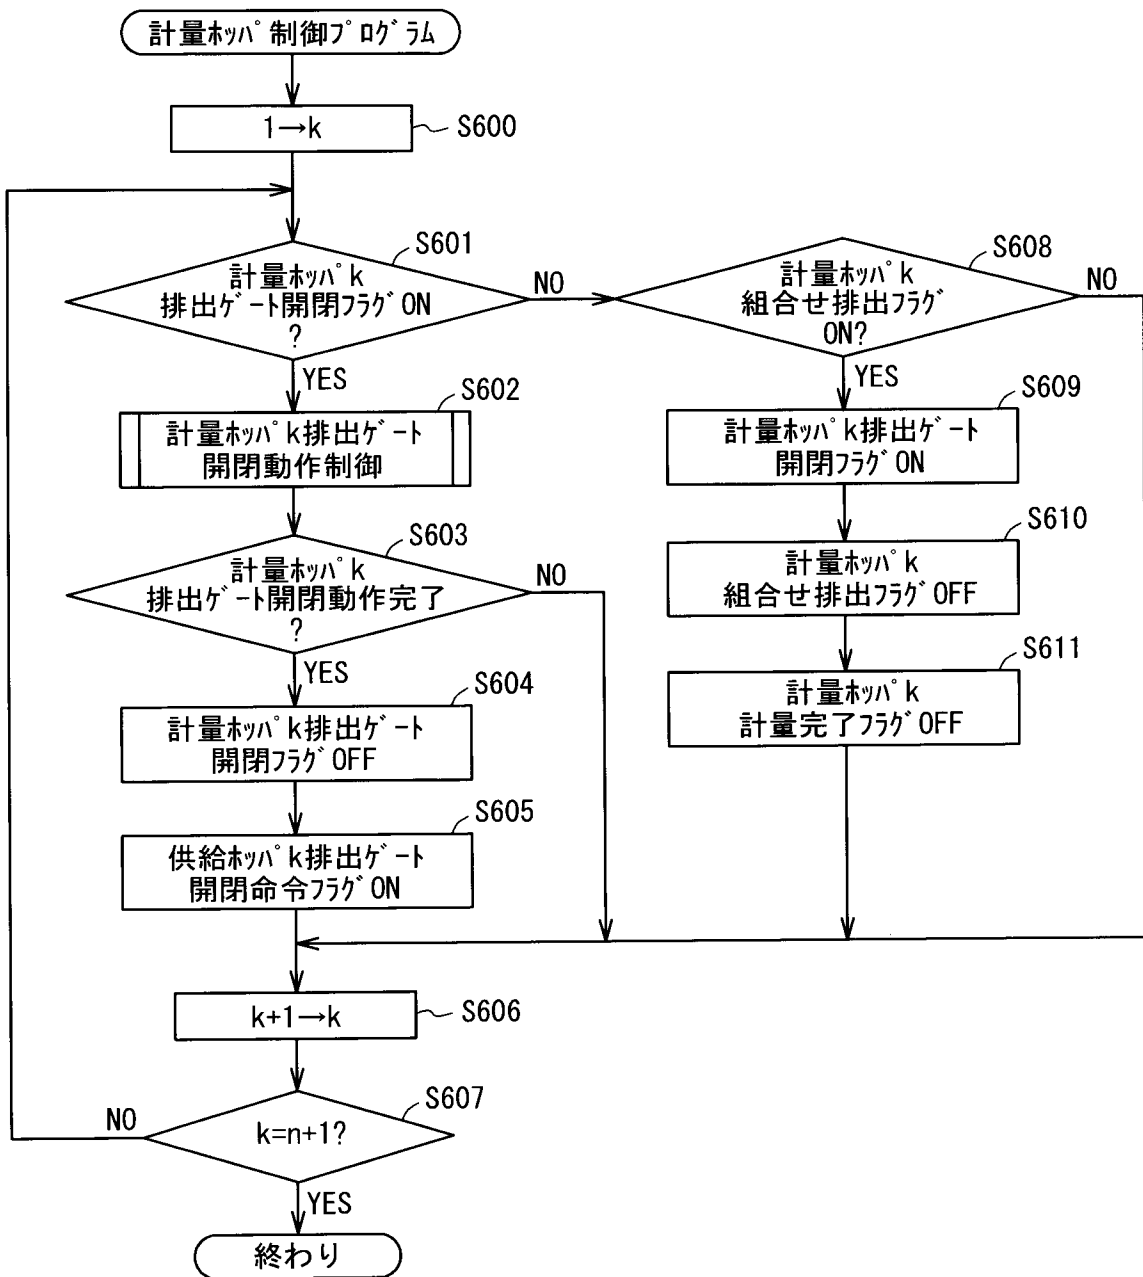 計量ホッパ制御プログラム
1→k
S600
S601
計量ホッパk
排出ゲート開閉フラグON
?
NO
YES
S608
計量ホッパk
組合せ排出フラグ
ON?
NO
YES
S602
計量ホッパk排出ゲート
開閉動作制御
S609
計量ホッパk排出ゲート
開閉フラグON
S603
計量ホッパk
排出ゲート開閉動作完了
?
NO
YES
S610
計量ホッパk
組合せ排出フラグOFF
S604
計量ホッパk排出ゲート
開閉フラグOFF
S611
計量ホッパk
計量完了フラグOFF
S605
供給ホッパk排出ゲート
開閉命令フラグON
k+1→k
S606
S607
k=n+1?
NO
YES
終わり